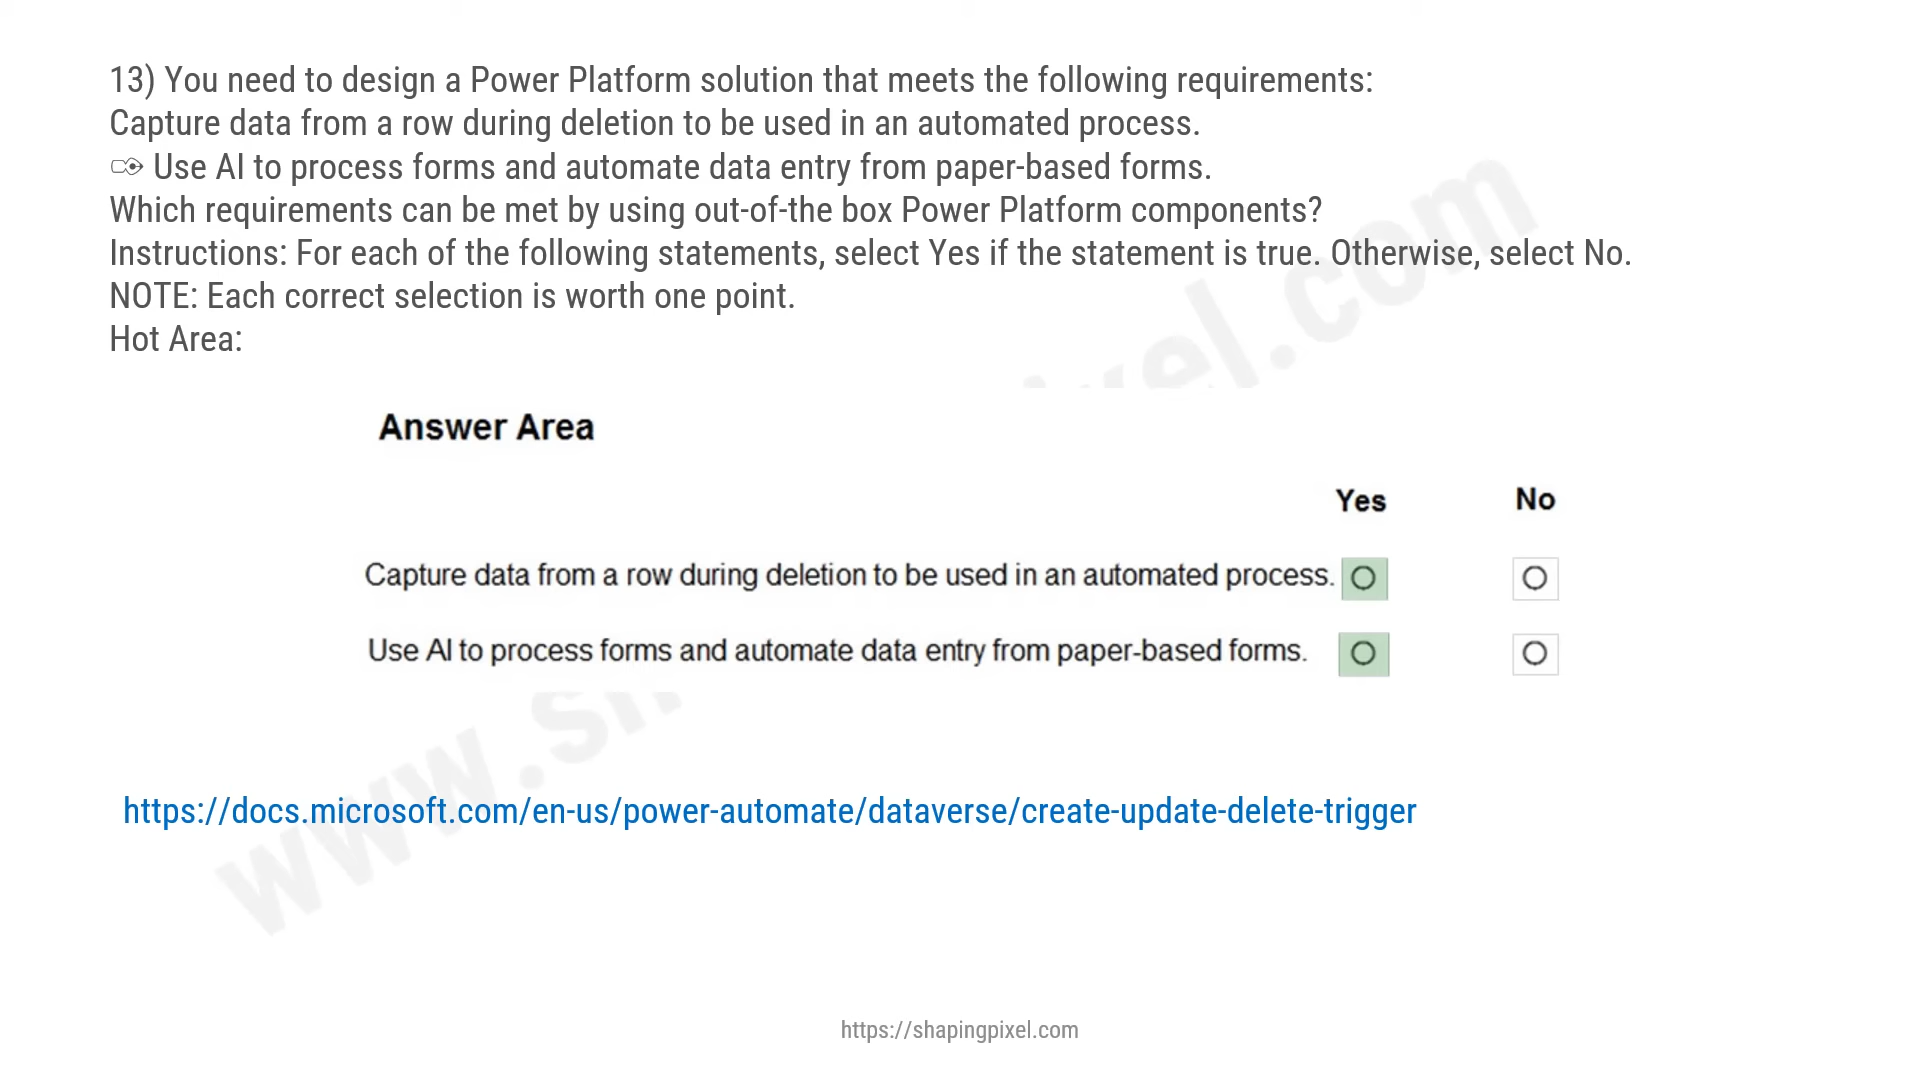 13) You need to design a Power Platform solution that meets the following requirements:
Capture data from a row during deletion to be used in an automated process.
Use AI to process forms and automate data entry from paper-based forms.
Which requirements can be met by using out-of-the box Power Platform components?
Instructions: For each of the following statements, select Yes if the statement is true. Otherwise, select No.
NOTE: Each correct selection is worth one point.
Hot Area:
Answer Area
Yes No
Capture data from a row during deletion to be used in an automated process.
Use AI to process forms and automate data entry from paper-based forms.
https://docs.microsoft.com/en-us/power-automate/dataverse/create-update-delete-trigger
https://shapingpixel.com